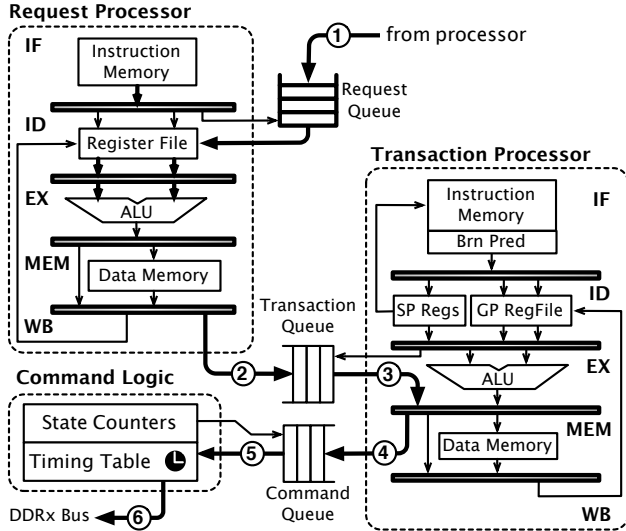 Request Processor
IF
Instruction
Memory
1
from processor
Request
Queue
ID
Register File
EX
ALU
MEM
Data Memory
WB
Transaction Processor
Instruction
Memory
IF
Brn Pred
ID
SP Regs
GP RegFile
EX
ALU
MEM
Data Memory
WB
Transaction
Queue
2
3
Command Logic
State Counters
Timing Table
5
4
Command
Queue
DDRx Bus
6